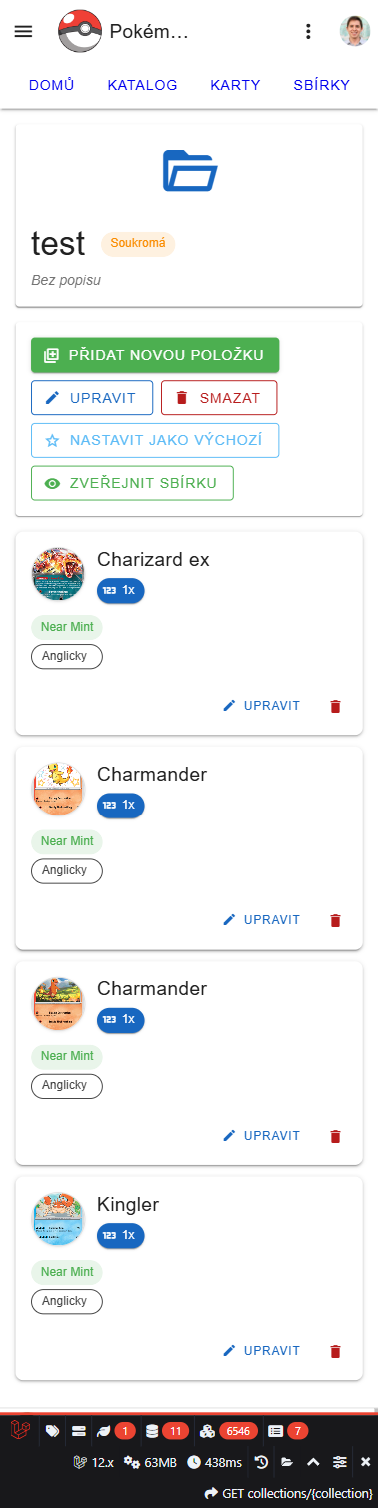 Pokém...
DOMŮ KATALOG KARTY SBÍRKY
test Soukromá
Bez popisu
PŘIDAT NOVOU POLOŽKU
UPRAVIT SMAZAT
NASTAVIT JAKO VÝCHOZÍ
ZVEŘEJNIT SBÍRKU
Charizard ex
123 1x
Near Mint
Anglicky
UPRAVIT
Charmander
123 1x
Near Mint
Anglicky
UPRAVIT
Charmander
123 1x
Near Mint
Anglicky
UPRAVIT
Kingler
123 1x
Near Mint
Anglicky
UPRAVIT
1 11 6546 7
12.x 63MB 438ms
GET collections/{collection}